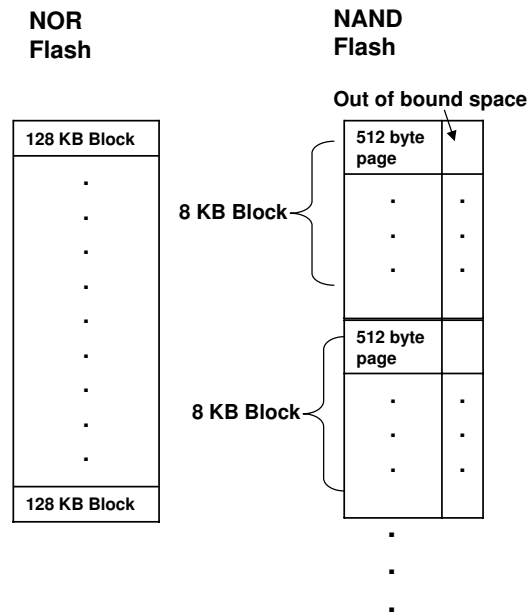 NOR
Flash
NAND
Flash
Out of bound space
128 KB Block
512 byte
page
8 KB Block
512 byte
page
8 KB Block
128 KB Block